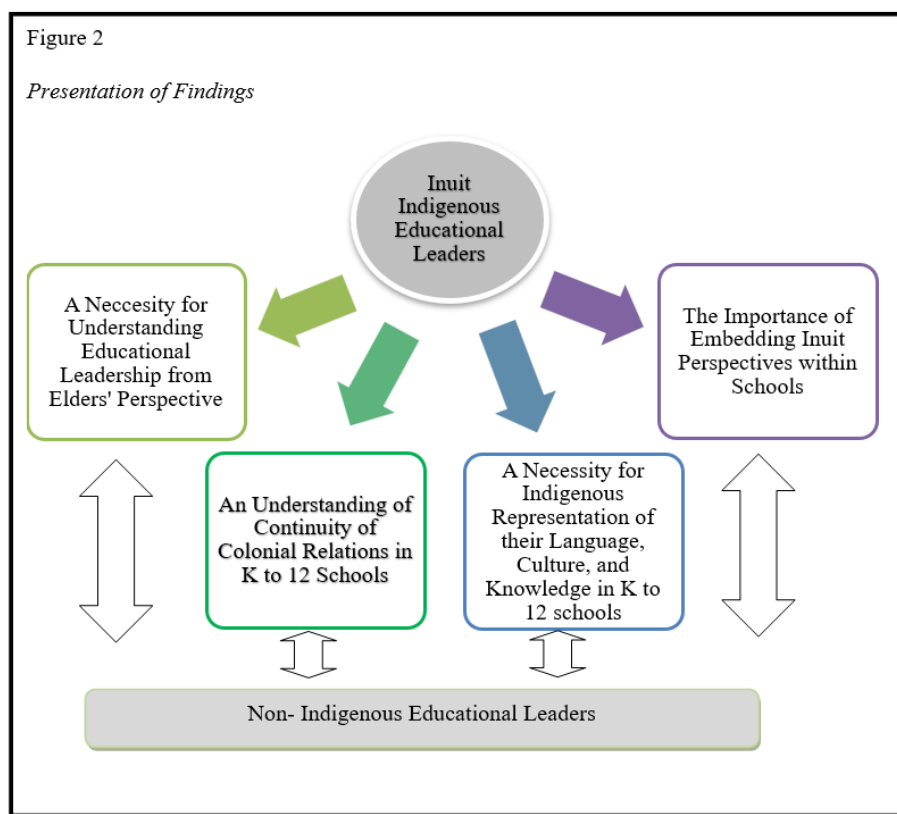 Figure 2
Presentation of Findings
Inuit
Indigenous
Educational
Leaders
A Neccesity for
Understanding
Educational
Leadership from
Elders' Perspective
An Understanding of
Continuity of
Colonial Relations in
K to 12 Schools
A Necessity for
Indigenous
Representation of
their Language,
Culture, and
Knowledge in K to
12 schools
The Importance of
Embedding Inuit
Perspectives within
Schools
Non- Indigenous Educational Leaders